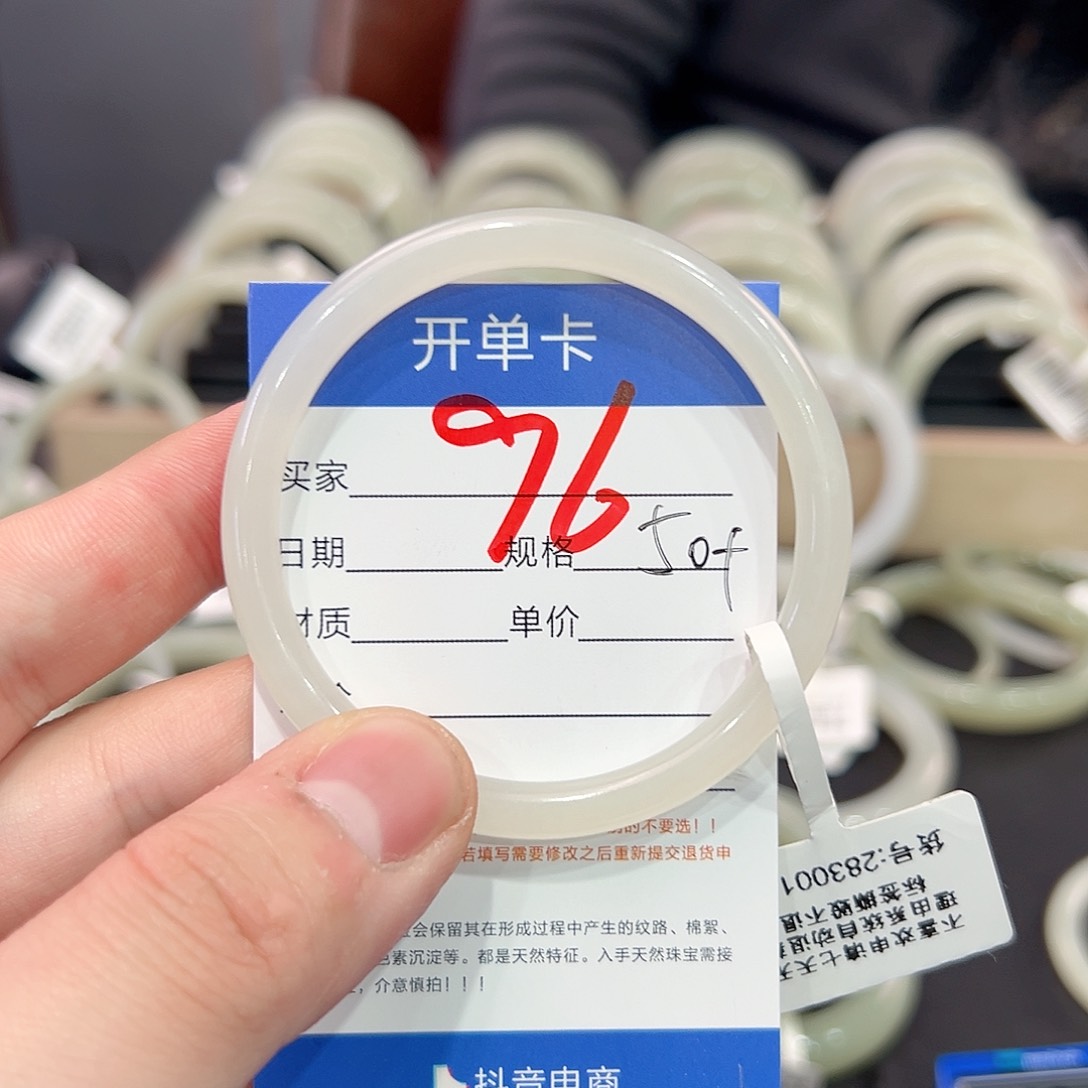 开单卡
96
买家
日期 规格 56+
材质 单价
的不要选！！
若填写需要修改之后重新提交退货申
会保留其在形成过程中产生的纹路、棉絮、
色素沉淀等。都是天然特征。入手天然珠宝需接
，介意慎拍！！！
抖音电商
货号:283001
标签撕毁不退
理由系统自动退
不喜欢申请七天无